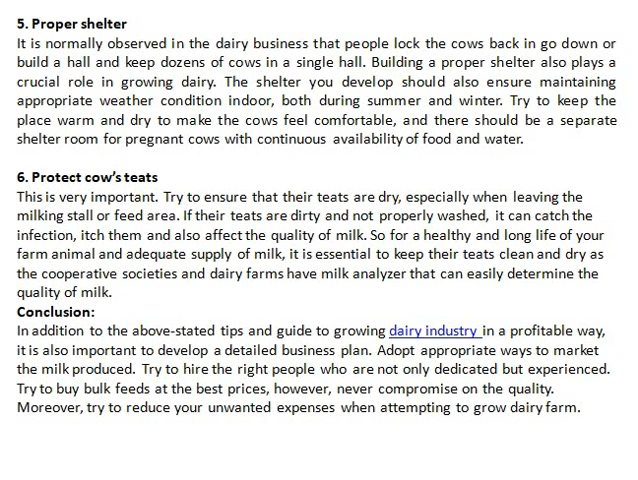 5. Proper shelter
It is normally observed in the dairy business that people lock the cows back in go down or
build a hall and keep dozens of cows in a single hall. Building a proper shelter also plays a
crucial role in growing dairy. The shelter you develop should also ensure maintaining
appropriate weather condition indoor, both during summer and winter. Try to keep the
place warm and dry to make the cows feel comfortable, and there should be a separate
shelter room for pregnant cows with continuous availability of food and water.
6. Protect cow's teats
This is very important. Try to ensure that their teats are dry, especially when leaving the
milking stall or feed area. If their teats are dirty and not properly washed, it can catch the
infection, itch them and also affect the quality of milk. So for a healthy and long life of your
farm animal and adequate supply of milk, it is essential to keep their teats clean and dry as
the cooperative societies and dairy farms have milk analyzer that can easily determine the
quality of milk.
Conclusion:
In addition to the above-stated tips and guide to growing dairy industry in a profitable way,
it is also important to develop a detailed business plan. Adopt appropriate ways to market
the milk produced. Try to hire the right people who are not only dedicated but experienced.
Try to buy bulk feeds at the best prices, however, never compromise on the quality.
Moreover, try to reduce your unwanted expenses when attempting to grow dairy farm.